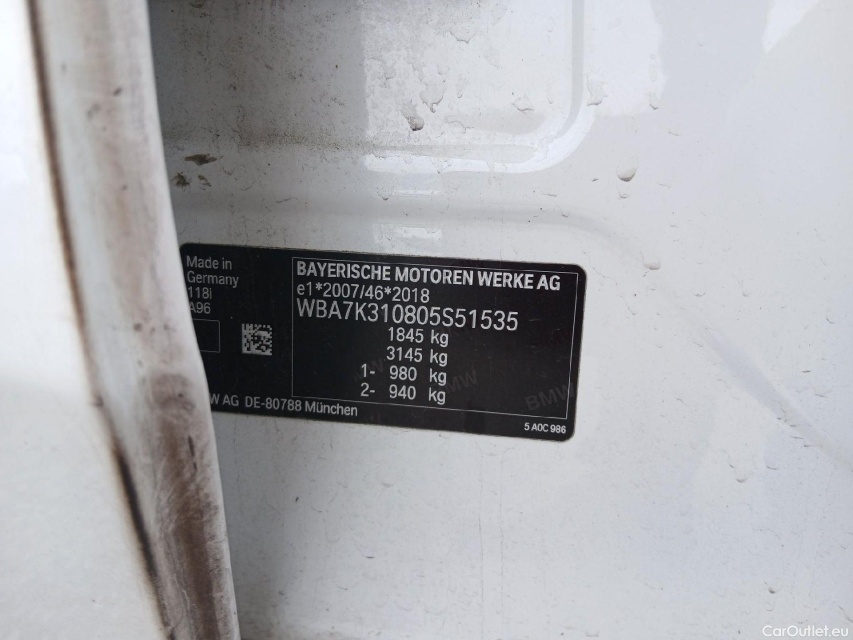 Made in
Germany
118i
A96
BAYERISCHE MOTOREN WERKE AG
e1*2007/46*2018
WBA7K310805S51535
1845 kg
3145 kg
1- 980 kg
2- 940 kg
BMW
W AG DE-80788 München
5 A0C 986
CarOutlet.eu